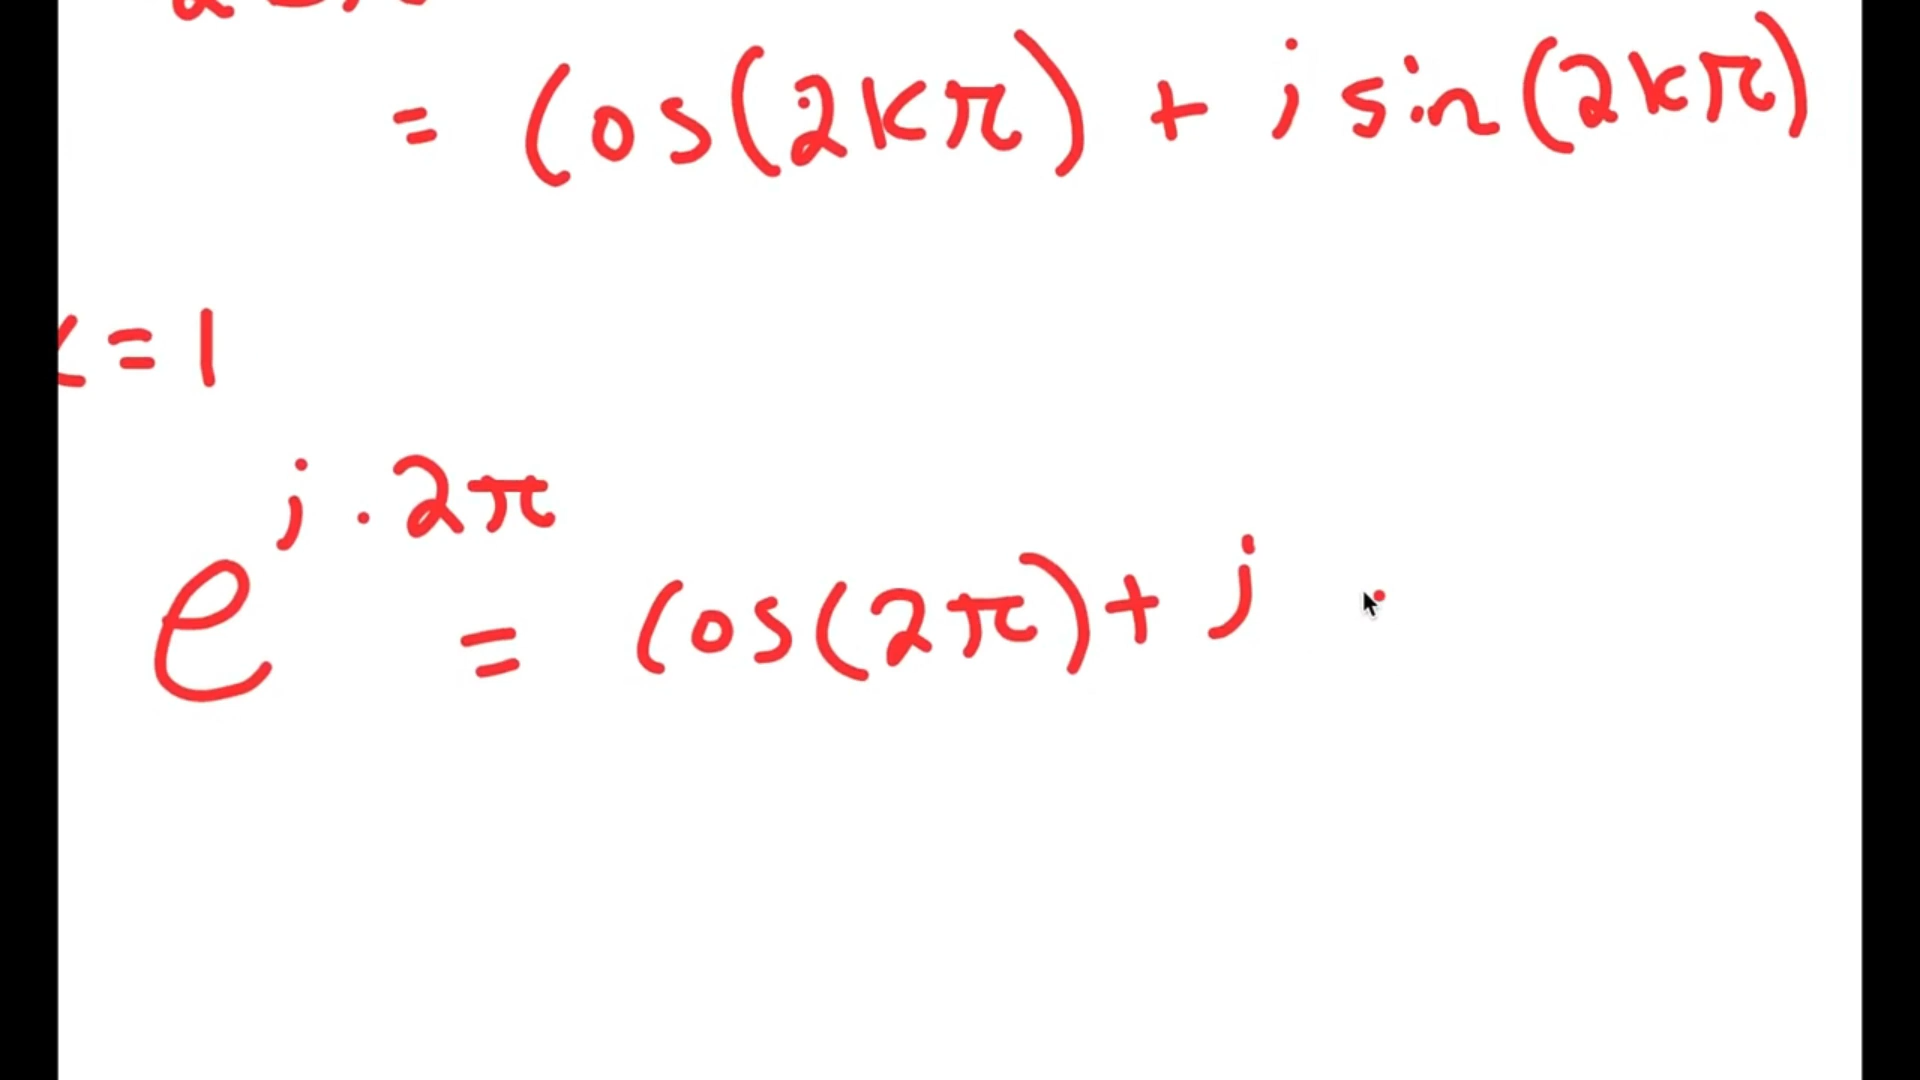 = cos(2kπ) + j sin(2kπ)
k=1
e^{j·2π} = cos(2π) + j